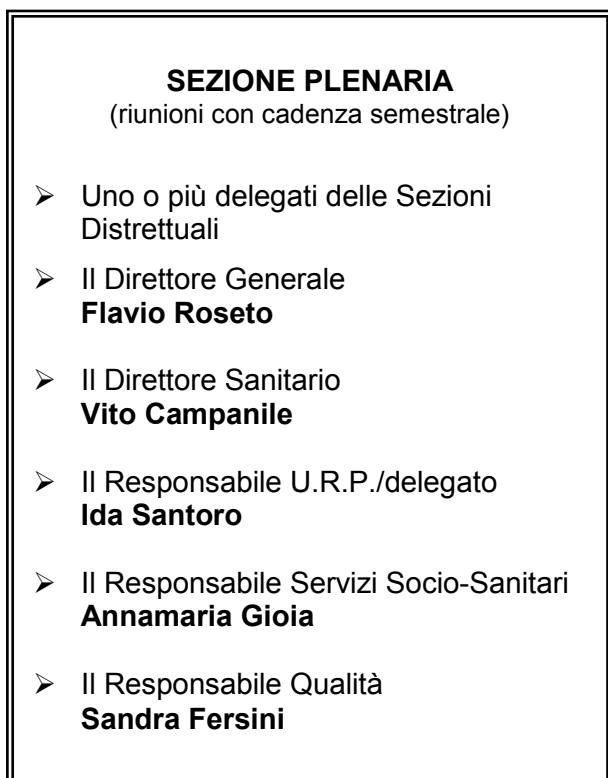 SEZIONE PLENARIA
(riunioni con cadenza semestrale)
➢ Uno o più delegati delle Sezioni
Distrettuali
➢ Il Direttore Generale
Flavio Roseto
➢ Il Direttore Sanitario
Vito Campanile
➢ Il Responsabile U.R.P./delegato
Ida Santoro
➢ Il Responsabile Servizi Socio-Sanitari
Annamaria Gioia
➢ Il Responsabile Qualità
Sandra Fersini